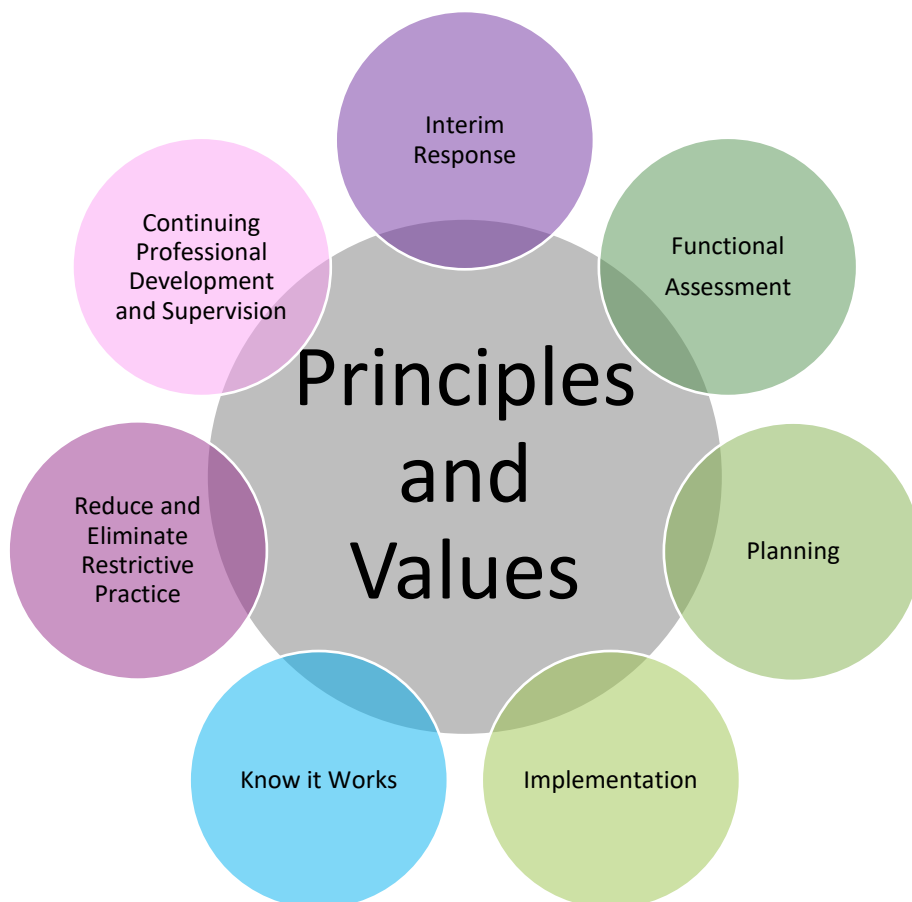 Interim
Response
Functional
Assessment
Planning
Implementation
Know it Works
Reduce and
Eliminate
Restrictive
Practice
Continuing
Professional
Development
and Supervision
Principles
and
Values